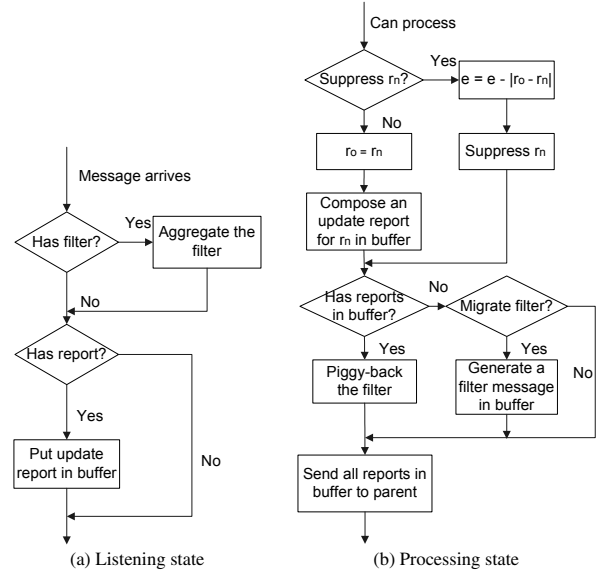 Message arrives
Has filter?
Yes
Aggregate the
filter
No
Has report?
Yes
No
Put update
report in buffer
(a) Listening state
Can process
Suppress rn?
Yes
e = e - |ro - rn|
No
ro = rn
Suppress rn
Compose an
update report
for rn in buffer
Has reports
in buffer?
No
Migrate filter?
Yes
Yes
No
Piggy-back
the filter
Generate a
filter message
in buffer
Send all reports in
buffer to parent
(b) Processing state